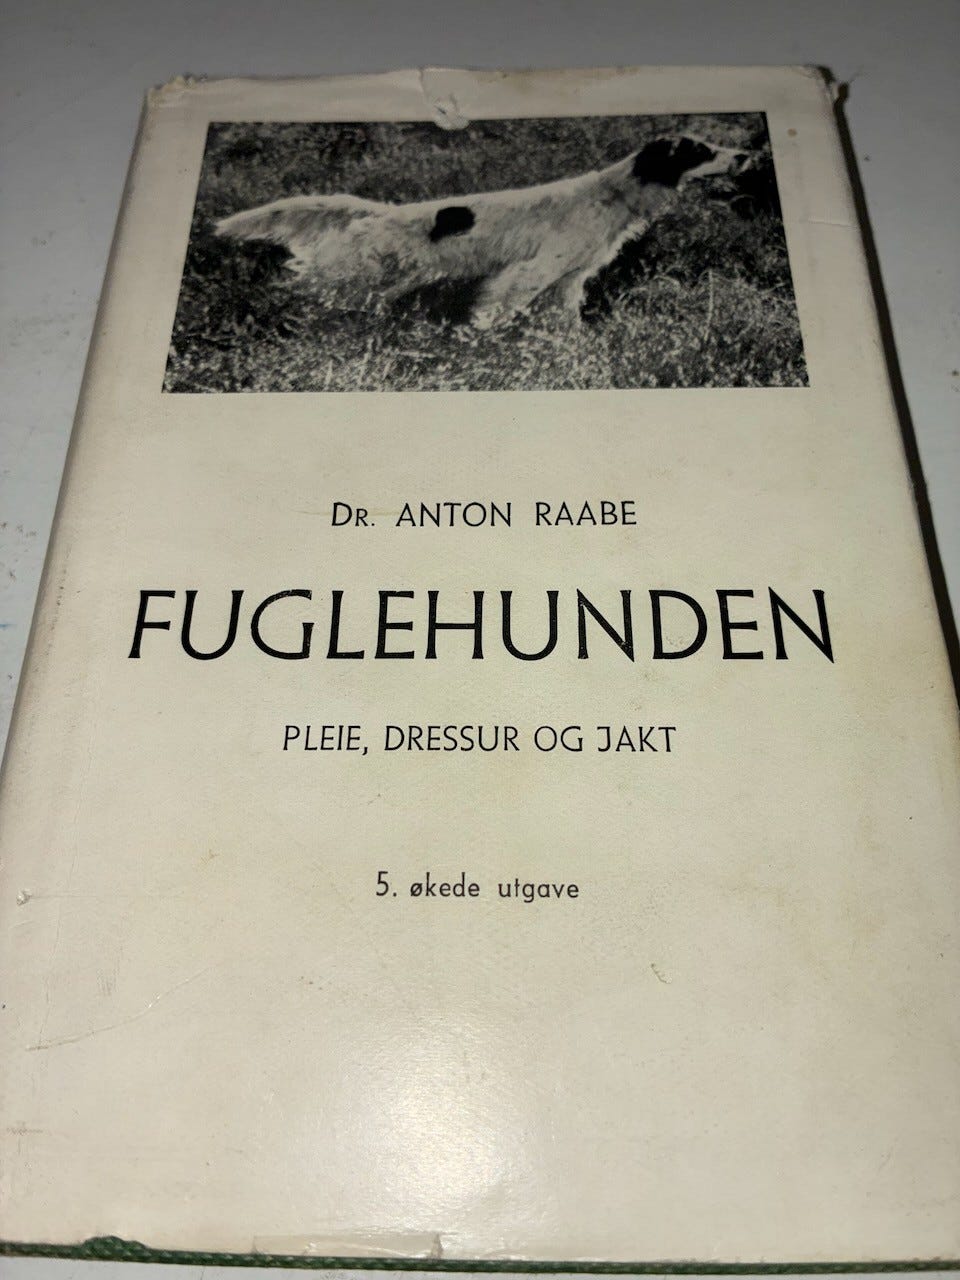 DR. ANTON RAABE
FUGLEHUNDEN
PLEIE, DRESSUR OG JAKT
5. økede utgave